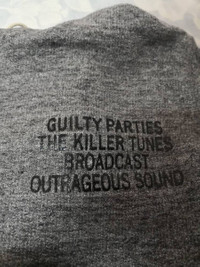 GUILTY PARTIES
THE KILLER TUNES
BROADCAST
OUTRAGEOUS SOUND